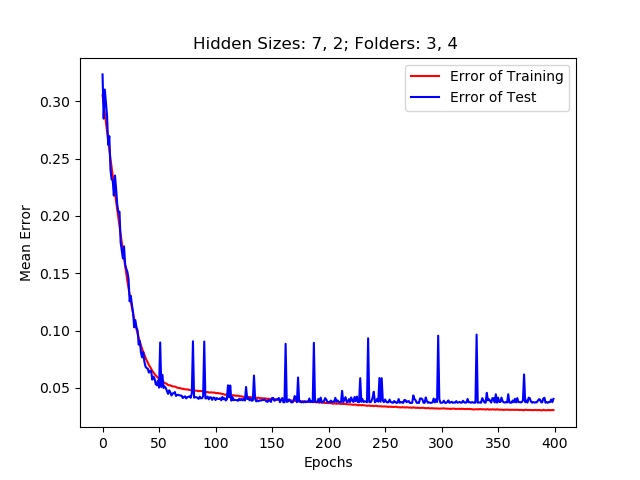 Hidden Sizes: 7, 2; Folders: 3, 4
Error of Training
Error of Test
Mean Error
0.30
0.25
0.20
0.15
0.10
0.05
0 50 100 150 200 250 300 350 400
Epochs